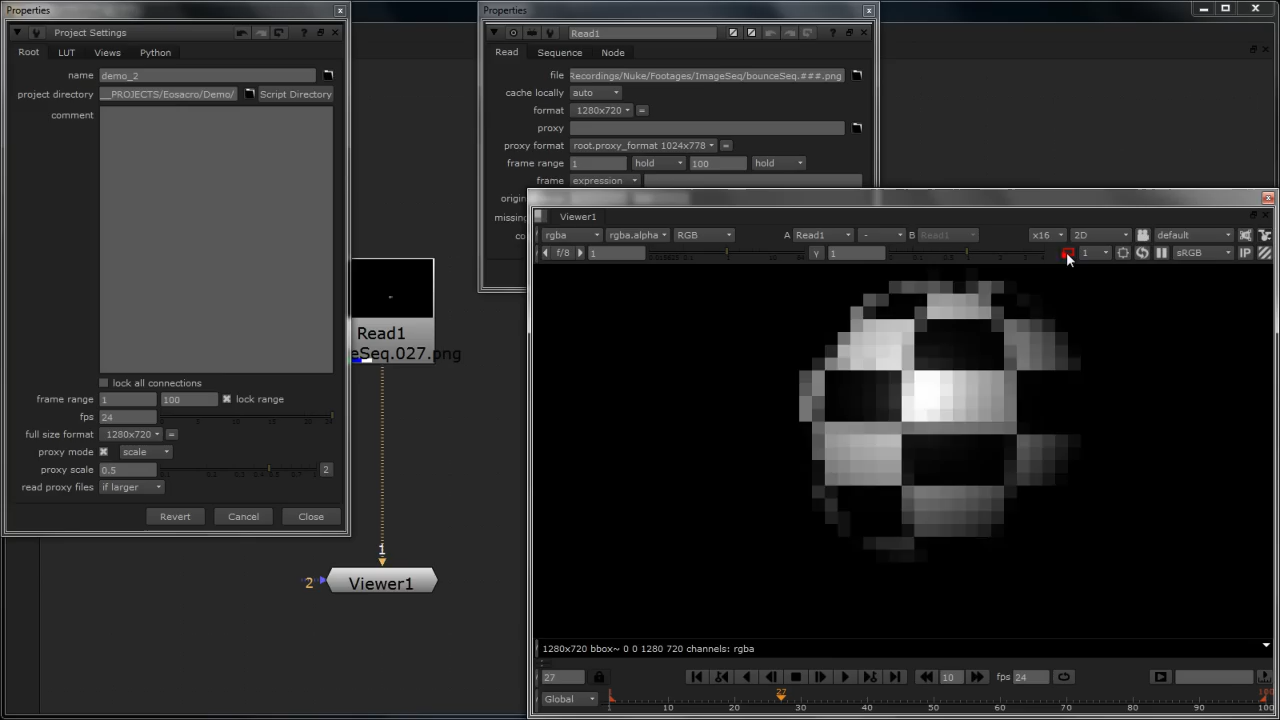 Properties
Project Settings
Root LUT Views Python
name demo_2
project directory __PROJECTS/Eosacro/Demo/ Script Directory
comment
lock all connections
frame range 1 100 lock range
fps 24
full size format 1280x720 =
proxy mode scale
proxy scale 0.5 2
read proxy files if larger
Revert Cancel Close
Properties
Read1
Read Sequence Node
file Recordings/Nuke/Footages/ImageSeq/bounceSeq.###.png
cache locally auto
format 1280x720 =
proxy
proxy format root.proxy_format 1024x778 =
frame range 1 hold 100 hold
frame expression
origin
missing
co
Read1
eSeq.027.png
1
2 Viewer1
Viewer1
rgba rgba.alpha RGB A Read1 - B Read1 x16 2D default
f/8 1 Y 1 1 sRGB IP
1280x720 bbox~ 0 0 1280 720 channels: rgba
27 10 fps 24
Global
27
1 10 20 30 40 50 60 70 80 90 100